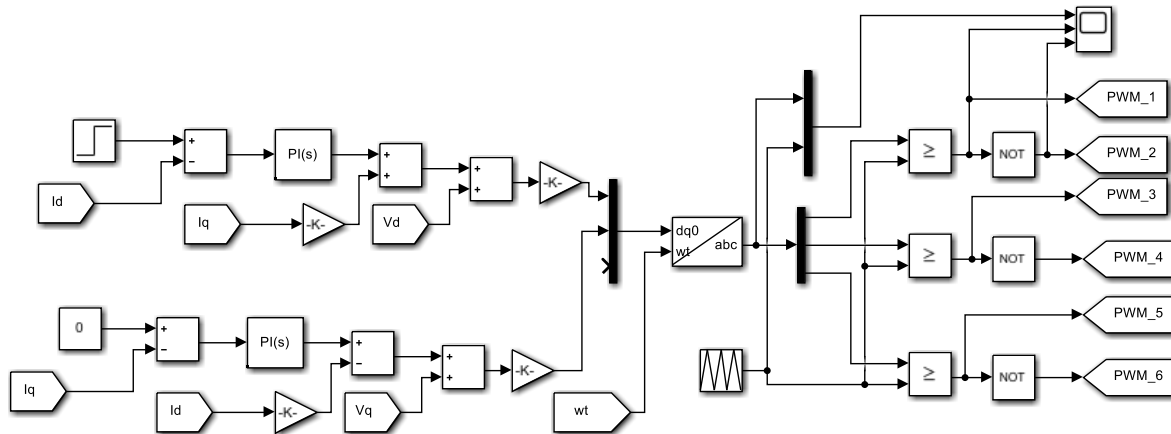 PWM_1
+
−
PI(s)
+
+
+
+
-K-
≥
NOT
PWM_2
Id
Iq
-K-
Vd
PWM_3
dq0
wt
abc
≥
NOT
PWM_4
0
+
−
PI(s)
+
−
+
+
-K-
PWM_5
≥
NOT
PWM_6
Iq
Id
-K-
Vq
wt